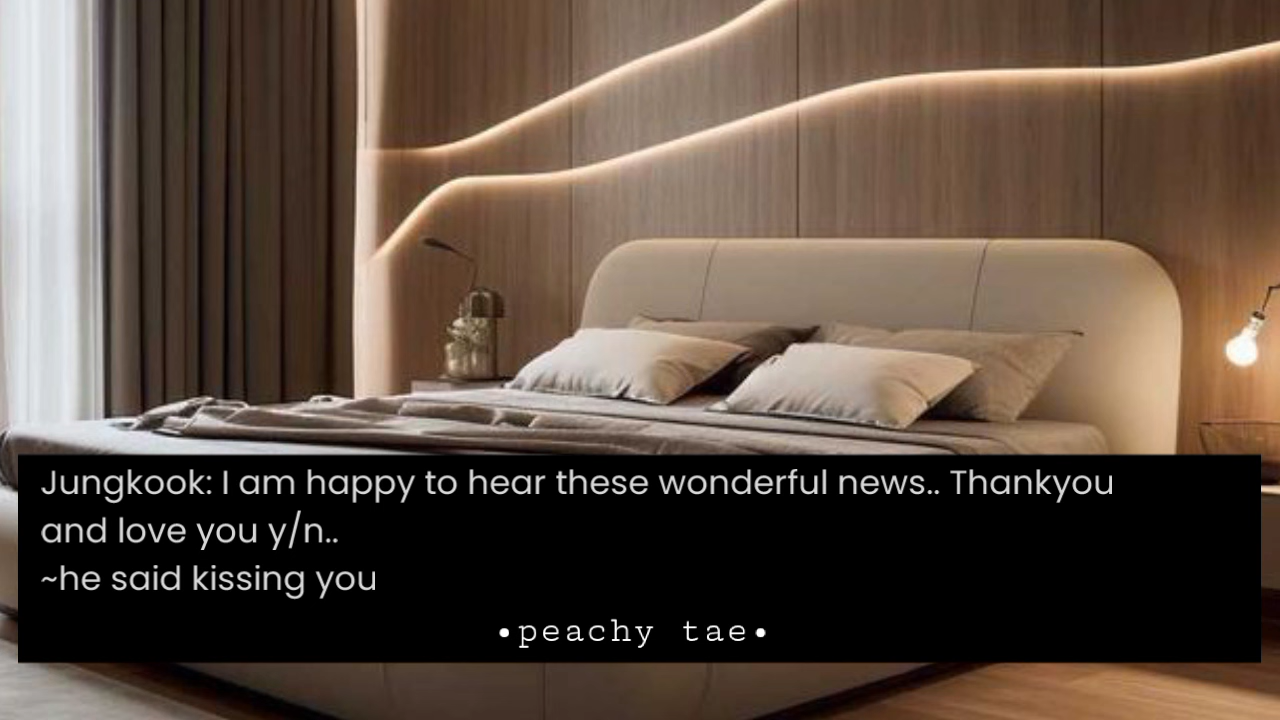 Jungkook: I am happy to hear these wonderful news.. Thankyou
and love you y/n..
~he said kissing you
•peachy tae•